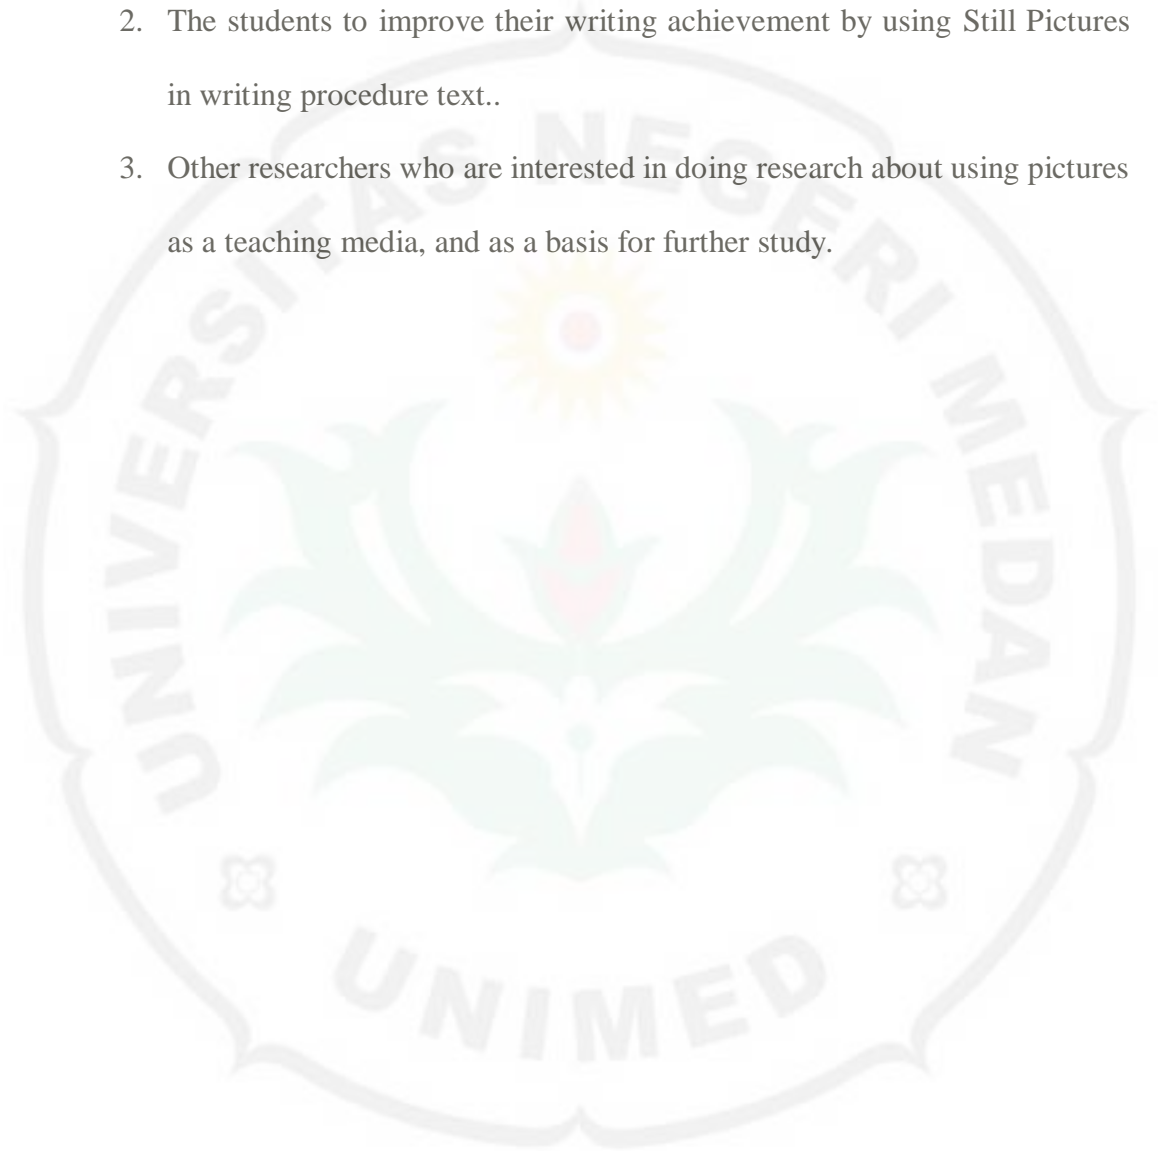 2. The students to improve their writing achievement by using Still Pictures
in writing procedure text..
3. Other researchers who are interested in doing research about using pictures
as a teaching media, and as a basis for further study.
UNIVERSITAS NEGERI MEDAN
UNIMED